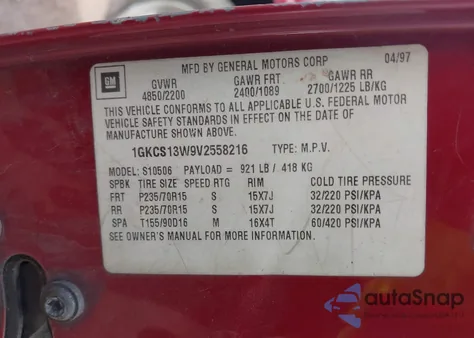 MFD BY GENERAL MOTORS CORP 04/97
GM
GVWR GAWR FRT GAWR RR
4850/2200 2400/1089 2700/1225 LB/KG
THIS VEHICLE CONFORMS TO ALL APPLICABLE U.S. FEDERAL MOTOR
VEHICLE SAFETY STANDARDS IN EFFECT ON THE DATE OF
MANUFACTURE SHOWN ABOVE.
1GKCS13W9V2558216 TYPE: M.P.V.
MODEL: S10506 PAYLOAD = 921 LB / 418 KG
SPBK TIRE SIZE SPEED RTG RIM COLD TIRE PRESSURE
FRT P235/70R15 S 15X7J 32/220 PSI/KPA
RR P235/70R15 S 15X7J 32/220 PSI/KPA
SPA T155/90D16 M 16X4T 60/420 PSI/KPA
SEE OWNER'S MANUAL FOR MORE INFORMATION.
autoSnap
POWERED BY